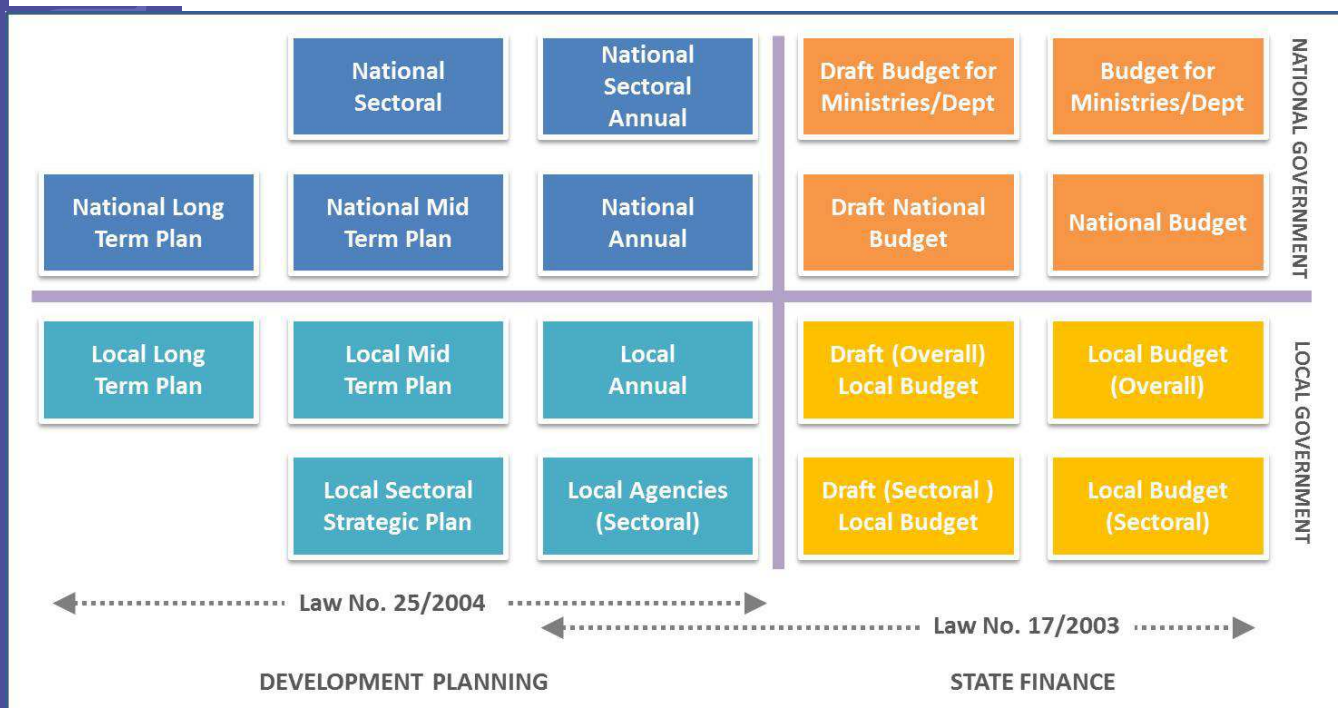 National
Sectoral
National
Sectoral
Annual
Draft Budget for
Ministries/Dept
Budget for
Ministries/Dept
National Long
Term Plan
National Mid
Term Plan
National
Annual
Draft National
Budget
National Budget
NATIONAL GOVERNMENT
Local Long
Term Plan
Local Mid
Term Plan
Local
Annual
Draft (Overall)
Local Budget
Local Budget
(Overall)
Local Sectoral
Strategic Plan
Local Agencies
(Sectoral)
Draft (Sectoral )
Local Budget
Local Budget
(Sectoral)
LOCAL GOVERNMENT
Law No. 25/2004
Law No. 17/2003
DEVELOPMENT PLANNING
STATE FINANCE